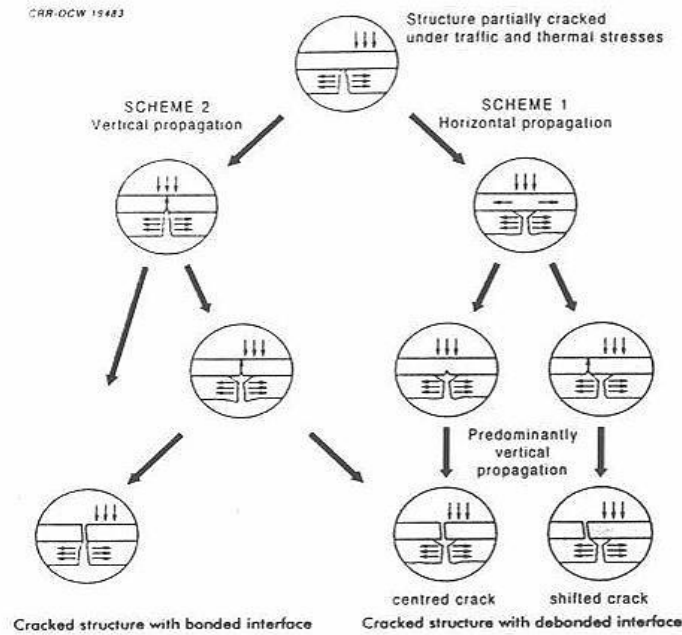 CRR-OCW 19483
Structure partially cracked
under traffic and thermal stresses
SCHEME 2
Vertical propagation
SCHEME 1
Horizontal propagation
Predominantly
vertical
propagation
centred crack
shifted crack
Cracked structure with bonded interface
Cracked structure with debonded interface